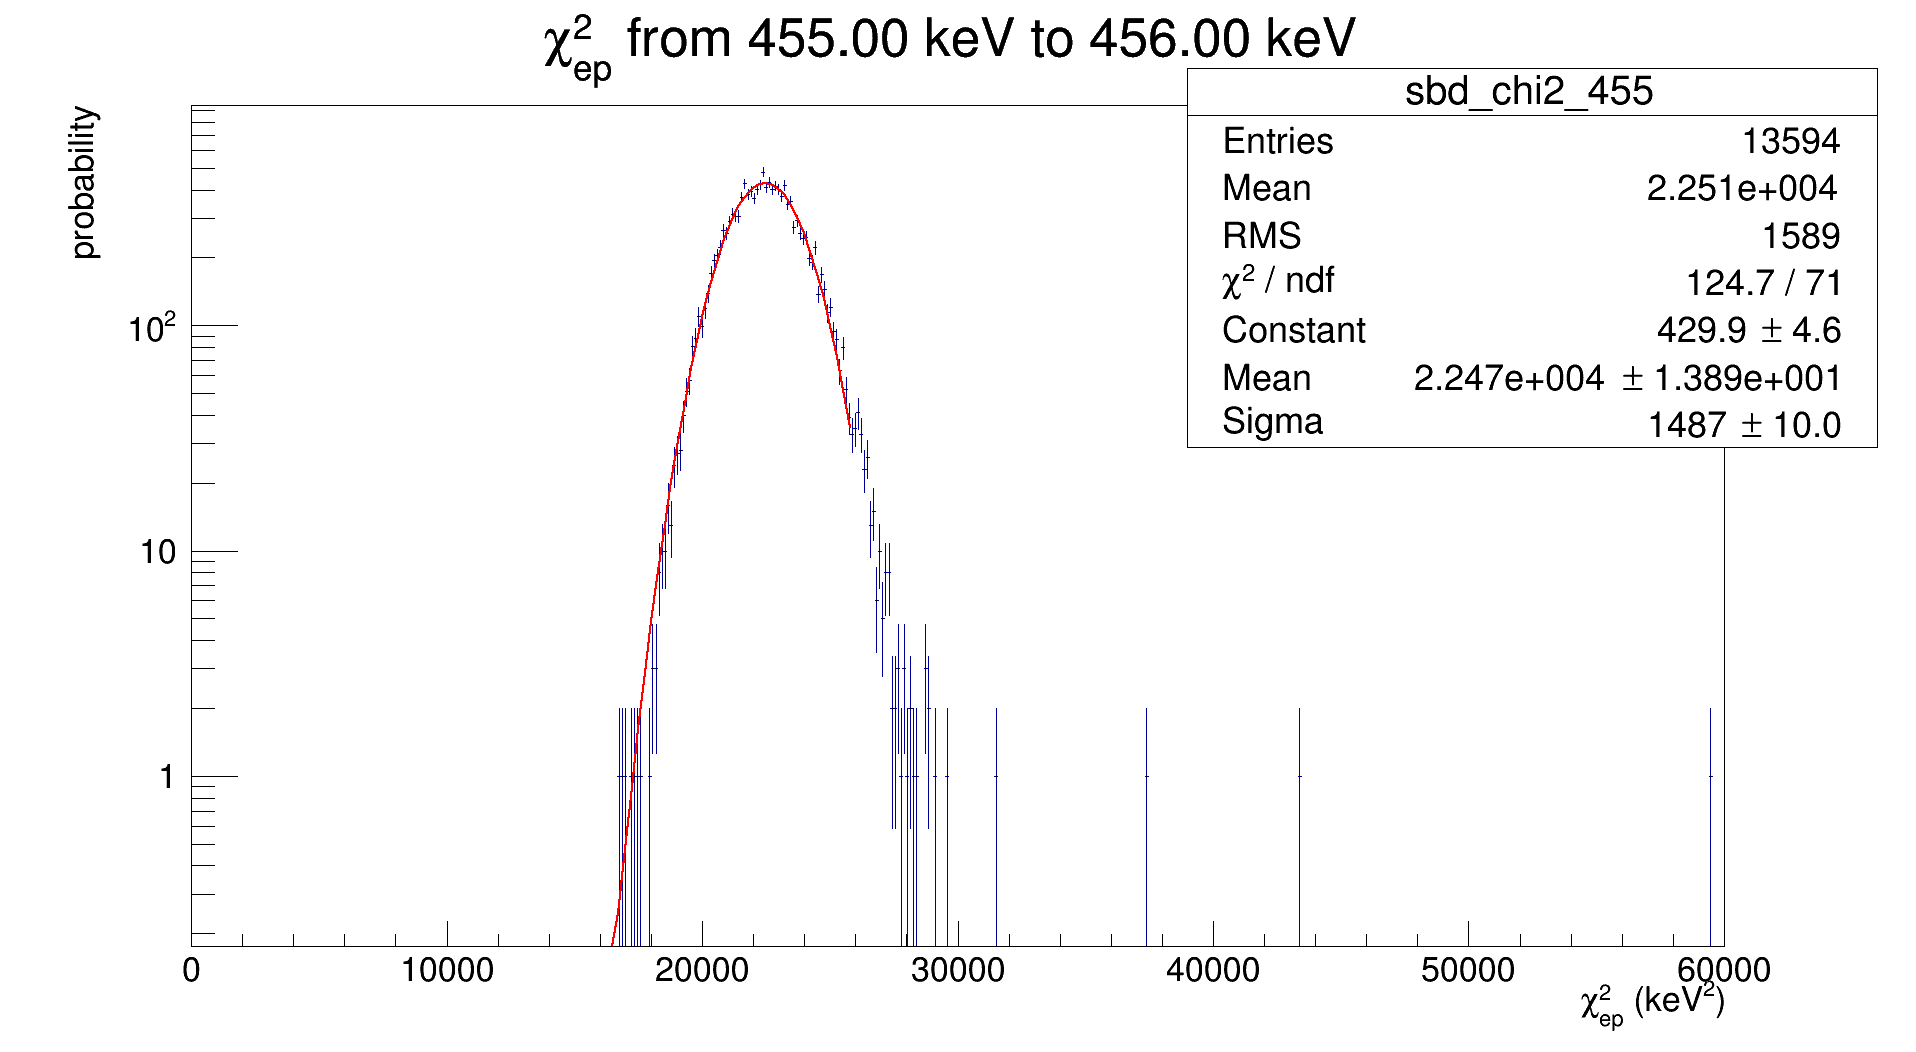 χ²ep from 455.00 keV to 456.00 keV
probability
sbd_chi2_455
Entries 13594
Mean 2.251e+004
RMS 1589
χ² / ndf 124.7 / 71
Constant 429.9 ± 4.6
Mean 2.247e+004 ± 1.389e+001
Sigma 1487 ± 10.0
10²
10
1
0 10000 20000 30000 40000 50000 60000
χ²ep (keV²)